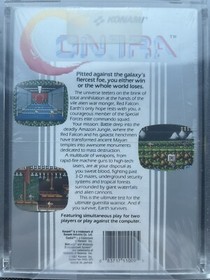 KONAMI
CONTRA
Pitted against the galaxy's
fiercest foe, you either win
or the whole world loses.
The universe teeters on the brink of
total annihilation at the hands of the
vile alien war monger, Red Falcon.
Earth's only hope rests with you, a
courageous member of the Special
Forces elite commando squad.
Your mission: Battle deep into the
deadly Amazon Jungle, where the
Red Falcon and his galactic henchmen
have transformed ancient Mayan
temples into awesome monuments
dedicated to mass destruction.
A multitude of weapons, from
rapid-fire machine guns to high-tech
lasers, are at your disposal as
you sweat blood, fighting past
3-D mazes, underground security
systems and tropical forests
surrounded by giant waterfalls
and alien cannons.
This is the ultimate test for the
ultimate guerrilla warrior. And if
you survive, Earth survives.
Featuring simultaneous play for two
players or playing against the computer.